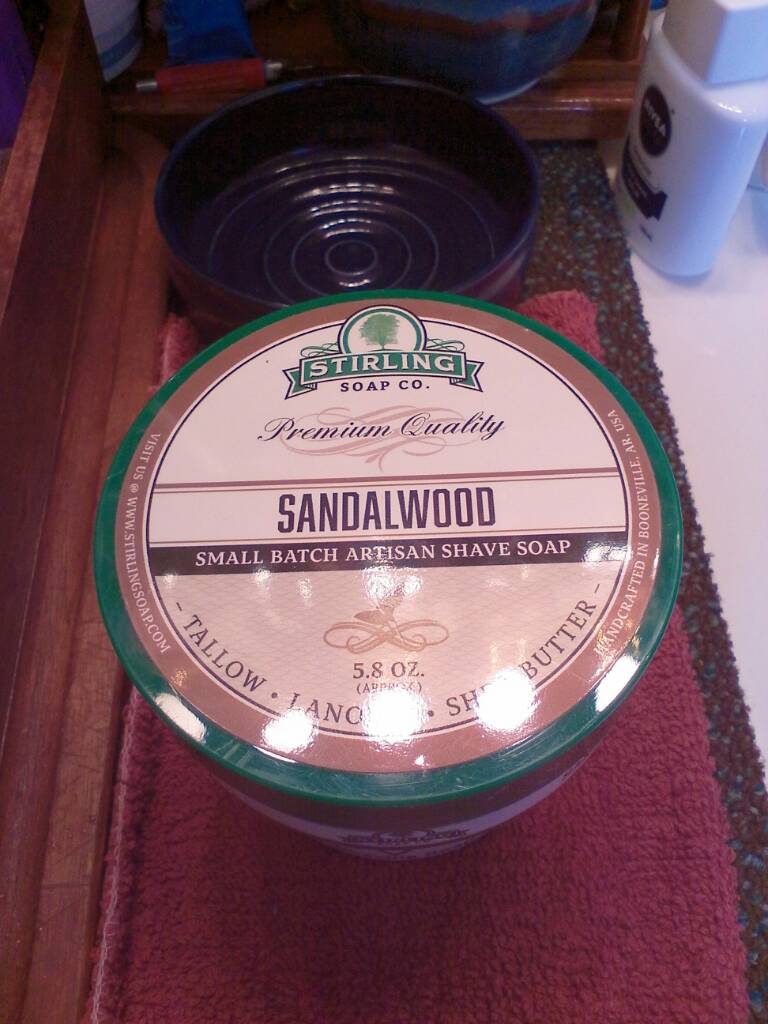 STIRLING
SOAP CO.
Premium Quality
SANDALWOOD
SMALL BATCH ARTISAN SHAVE SOAP
5.8 OZ.
(APPROX)
- TALLOW • • BUTTER -
VISIT US @ WWW.STIRLINGSOAP.COM
HANDCRAFTED IN BOONEVILLE, AR, USA
NIVEA